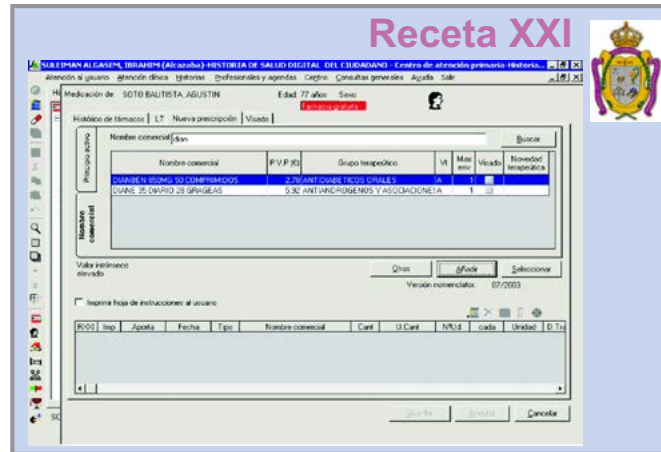 Receta XXI
SULEIMAN ALGASEM, IBRAHIM (Alcazaba)-HISTORIA DE SALUD DIGITAL DEL CIUDADANO - Centro de atención primaria Historia...
Atención al usuario Atención clínica Historias Profesionales y agendas Centro Consultas generales Ayuda Salir
Medicación de: SOTO BAUTISTA, AGUSTIN Edad: 77 años Sexo
Farmacia gratuita
Histórico de fármacos LT Nueva prescripción Visado
Principio activo
Nombre comercial dian Buscar
Nombre comercial P.V.P (€) Grupo terapeútico VI Max env Visado Novedad terapeútica
DIANBEN 850MG 50 COMPRIMIDOS 2.78 ANTIDIABETICOS ORALES A 1
DIANE 35 DIARIO 28 GRAGEAS 5.92 ANTIANDROGENOS Y ASOCIACIONES A 1
Nombre comercial
Valor intrínseco elevado
Otros Añadir Seleccionar
Versión nomenclator: 07/2003
Imprime hoja de instrucciones al usuario
Imp Aporta Fecha Tipo Nombre comercial Cant U.Cant NºUd cada Unidad
Cancelar